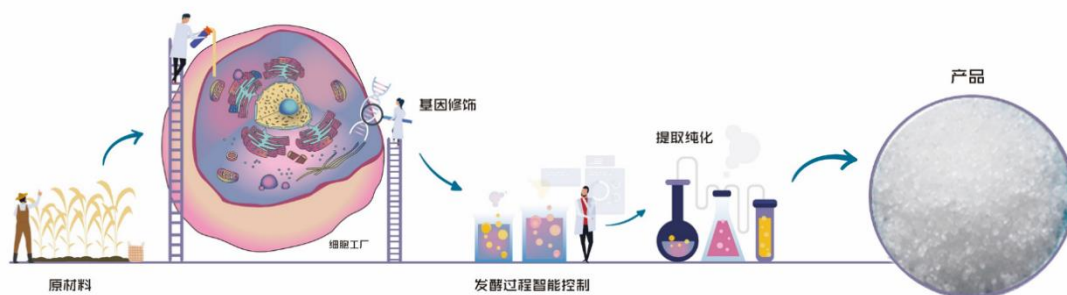 原材料
细胞工厂
基因修饰
发酵过程智能控制
提取纯化
产品